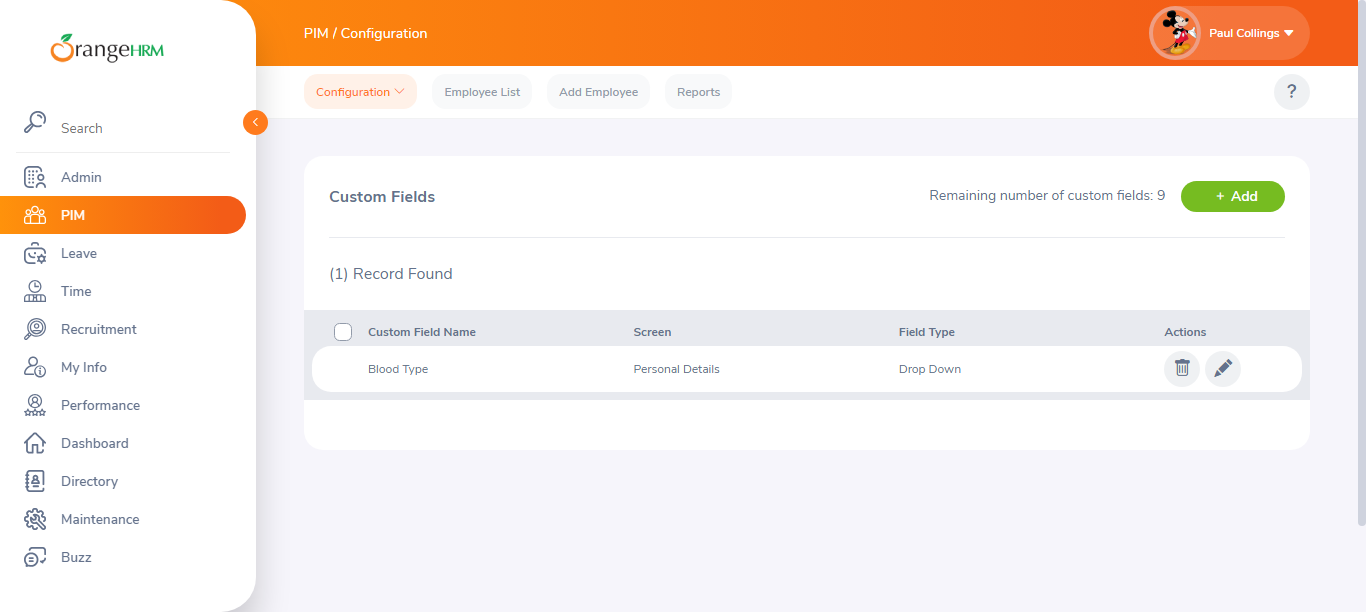 OrangeHRM
PIM / Configuration
Paul Collings
Configuration
Employee List
Add Employee
Reports
?
Search
Admin
PIM
Leave
Time
Recruitment
My Info
Performance
Dashboard
Directory
Maintenance
Buzz
Custom Fields
Remaining number of custom fields: 9
+ Add
(1) Record Found
Custom Field Name Screen Field Type Actions
Blood Type Personal Details Drop Down